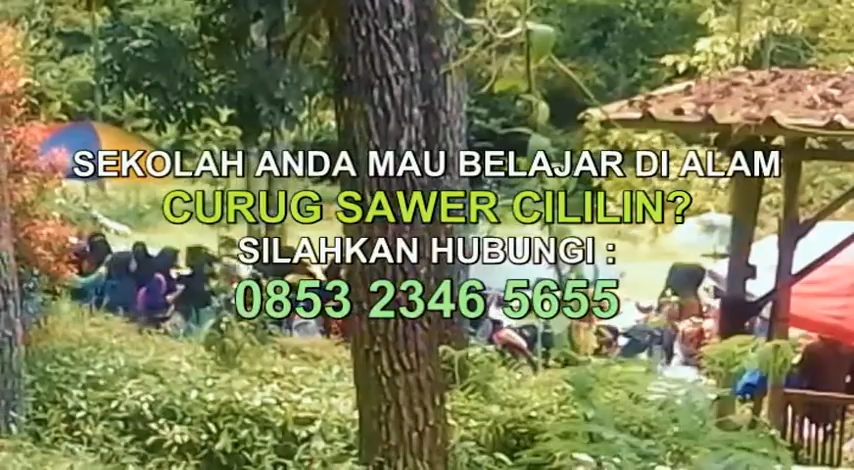 SEKOLAH ANDA MAU BELAJAR DI ALAM
CURUG SAWER CILILIN?
SILAHKAN HUBUNGI :
0853 2346 5655